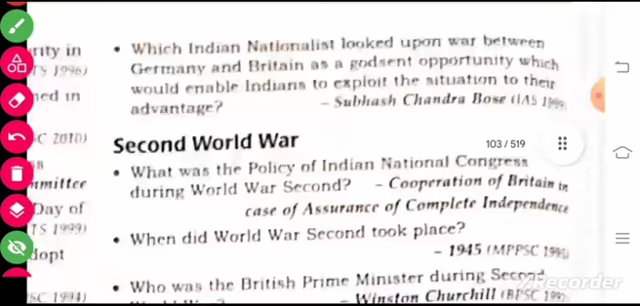 rity in
TS 1996)
ned in
C 2010)
mmittee
Day of
TS 1999)
dopt
SC 1994)
• Which Indian Nationalist looked upon war between
Germany and Britain as a godsent opportunity which
would enable Indians to exploit the situation to their
advantage? – Subhash Chandra Bose (IAS 1999)
Second World War
103 / 519
• What was the Policy of Indian National Congress
during World War Second? – Cooperation of Britain in
case of Assurance of Complete Independence
• When did World War Second took place?
– 1945 (MPPSC
• Who was the British Prime Minister during Second
– Winston Churchill (BPSC
Recorder